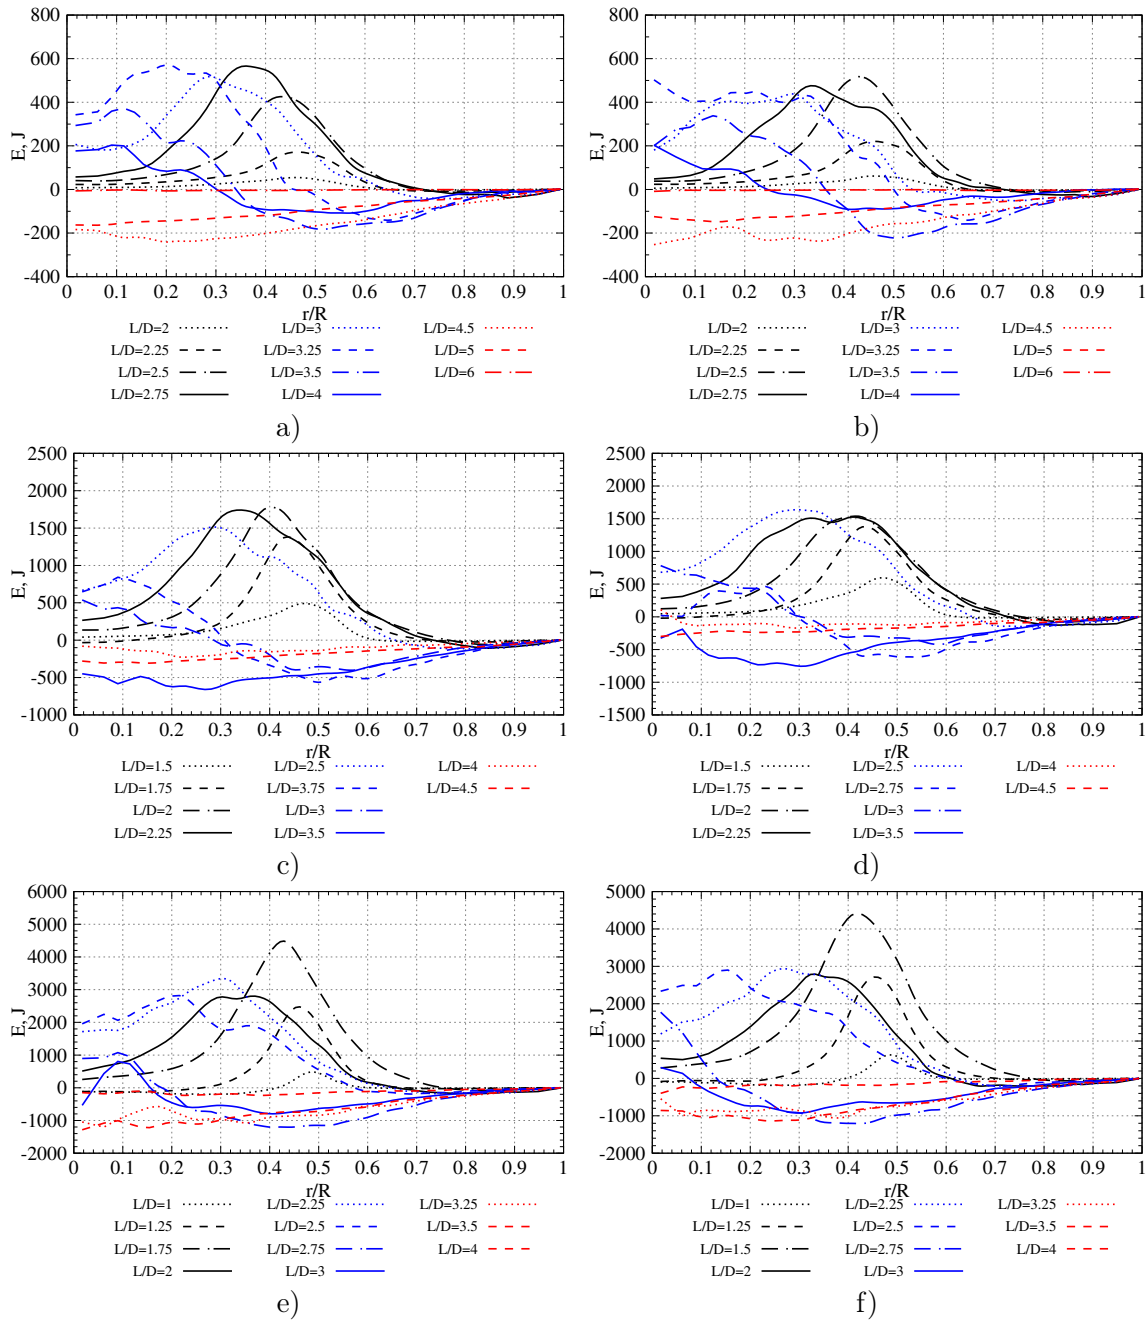 800
600
400
200
0
-200
-400
E, J
0 0.1 0.2 0.3 0.4 0.5 0.6 0.7 0.8 0.9 1
r/R
L/D=2 L/D=3 L/D=4.5
L/D=2.25 L/D=3.25 L/D=5
L/D=2.5 L/D=3.5 L/D=6
L/D=2.75 L/D=4
a)
800
600
400
200
0
-200
-400
E, J
0 0.1 0.2 0.3 0.4 0.5 0.6 0.7 0.8 0.9 1
r/R
L/D=2 L/D=3 L/D=4.5
L/D=2.25 L/D=3.25 L/D=5
L/D=2.5 L/D=3.5 L/D=6
L/D=2.75 L/D=4
b)
2500
2000
1500
1000
500
0
-500
-1000
E, J
0 0.1 0.2 0.3 0.4 0.5 0.6 0.7 0.8 0.9 1
r/R
L/D=1.5 L/D=2.5 L/D=4
L/D=1.75 L/D=3.75 L/D=4.5
L/D=2 L/D=3
L/D=2.25 L/D=3.5
c)
2500
2000
1500
1000
500
0
-500
-1000
-1500
E, J
0 0.1 0.2 0.3 0.4 0.5 0.6 0.7 0.8 0.9 1
r/R
L/D=1.5 L/D=2.5 L/D=4
L/D=1.75 L/D=2.75 L/D=4.5
L/D=2 L/D=3
L/D=2.25 L/D=3.5
d)
6000
5000
4000
3000
2000
1000
0
-1000
-2000
E, J
0 0.1 0.2 0.3 0.4 0.5 0.6 0.7 0.8 0.9 1
r/R
L/D=1 L/D=2.25 L/D=3.25
L/D=1.25 L/D=2.5 L/D=3.5
L/D=1.75 L/D=2.75 L/D=4
L/D=2 L/D=3
e)
5000
4000
3000
2000
1000
0
-1000
-2000
E, J
0 0.1 0.2 0.3 0.4 0.5 0.6 0.7 0.8 0.9 1
r/R
L/D=1 L/D=2.25 L/D=3.25
L/D=1.25 L/D=2.5 L/D=3.5
L/D=1.5 L/D=2.75 L/D=4
L/D=2 L/D=3
f)